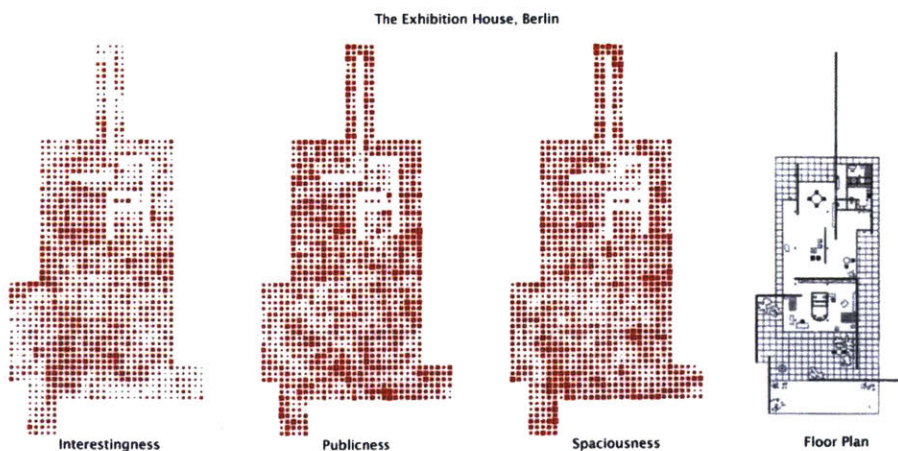 The Exhibition House, Berlin
Interestingness
Publicness
Spaciousness
Floor Plan